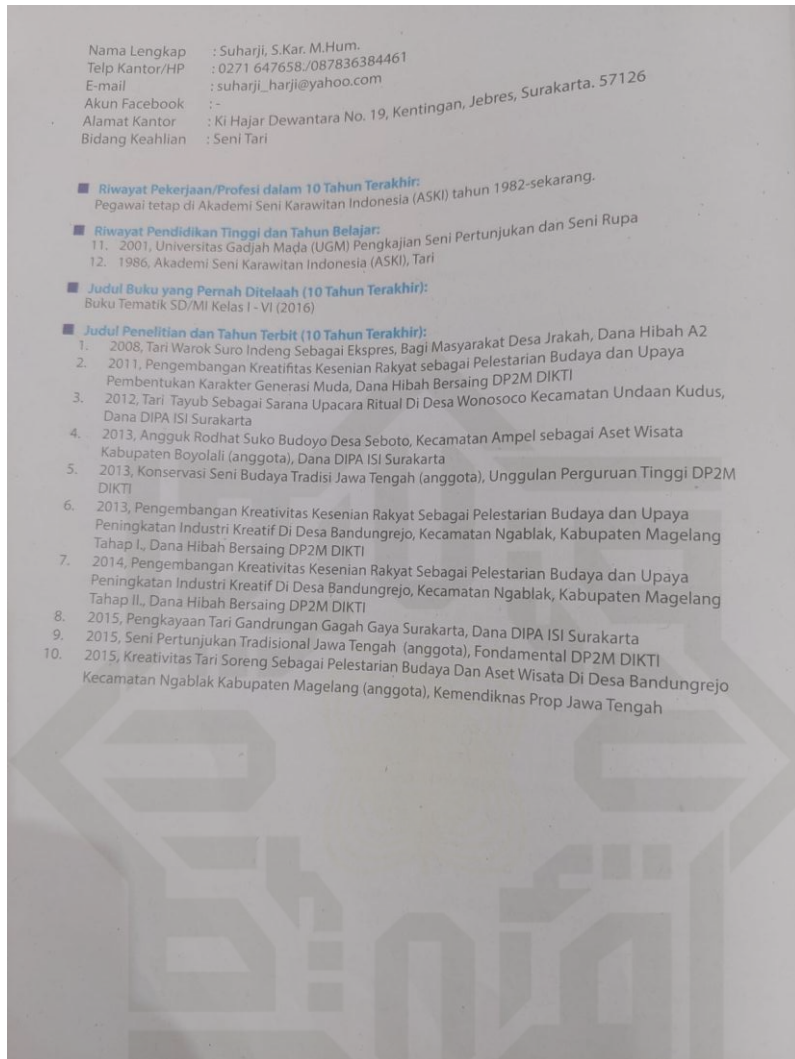 Nama Lengkap : Suharji, S.Kar. M.Hum.
Telp Kantor/HP : 0271 647658./087836384461
E-mail : suharji_harji@yahoo.com
Akun Facebook : -
Alamat Kantor : Ki Hajar Dewantara No. 19, Kentingan, Jebres, Surakarta. 57126
Bidang Keahlian : Seni Tari
Riwayat Pekerjaan/Profesi dalam 10 Tahun Terakhir:
Pegawai tetap di Akademi Seni Karawitan Indonesia (ASKI) tahun 1982-sekarang.
Riwayat Pendidikan Tinggi dan Tahun Belajar:
11. 2001, Universitas Gadjah Mada (UGM) Pengkajian Seni Pertunjukan dan Seni Rupa
12. 1986, Akademi Seni Karawitan Indonesia (ASKI), Tari
Judul Buku yang Pernah Ditelaah (10 Tahun Terakhir):
Buku Tematik SD/MI Kelas I - VI (2016)
Judul Penelitian dan Tahun Terbit (10 Tahun Terakhir):
1. 2008, Tari Warok Suro Indeng Sebagai Ekspres, Bagi Masyarakat Desa Jrakah, Dana Hibah A2
2. 2011, Pengembangan Kreatifitas Kesenian Rakyat sebagai Pelestarian Budaya dan Upaya
Pembentukan Karakter Generasi Muda, Dana Hibah Bersaing DP2M DIKTI
3. 2012, Tari Tayub Sebagai Sarana Upacara Ritual Di Desa Wonosoco Kecamatan Undaan Kudus,
Dana DIPA ISI Surakarta
4. 2013, Angguk Rodhat Suko Budoyo Desa Seboto, Kecamatan Ampel sebagai Aset Wisata
Kabupaten Boyolali (anggota), Dana DIPA ISI Surakarta
5. 2013, Konservasi Seni Budaya Tradisi Jawa Tengah (anggota), Unggulan Perguruan Tinggi DP2M
DIKTI
6. 2013, Pengembangan Kreativitas Kesenian Rakyat Sebagai Pelestarian Budaya dan Upaya
Peningkatan Industri Kreatif Di Desa Bandungrejo, Kecamatan Ngablak, Kabupaten Magelang
Tahap I., Dana Hibah Bersaing DP2M DIKTI
7. 2014, Pengembangan Kreativitas Kesenian Rakyat Sebagai Pelestarian Budaya dan Upaya
Peningkatan Industri Kreatif Di Desa Bandungrejo, Kecamatan Ngablak, Kabupaten Magelang
Tahap II., Dana Hibah Bersaing DP2M DIKTI
8. 2015, Pengkayaan Tari Gandrungan Gagah Gaya Surakarta, Dana DIPA ISI Surakarta
9. 2015, Seni Pertunjukan Tradisional Jawa Tengah (anggota), Fondamental DP2M DIKTI
10. 2015, Kreativitas Tari Soreng Sebagai Pelestarian Budaya Dan Aset Wisata Di Desa Bandungrejo
Kecamatan Ngablak Kabupaten Magelang (anggota), Kemendiknas Prop Jawa Tengah